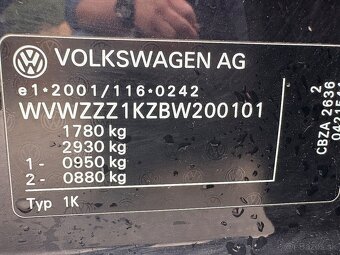 VOLKSWAGEN AG
e1*2001/116*0242
WVWZZZ1KZBW200101
1780 kg
2930 kg
1- 0950 kg
2- 0880 kg
Typ 1K
CBZA 2636
2